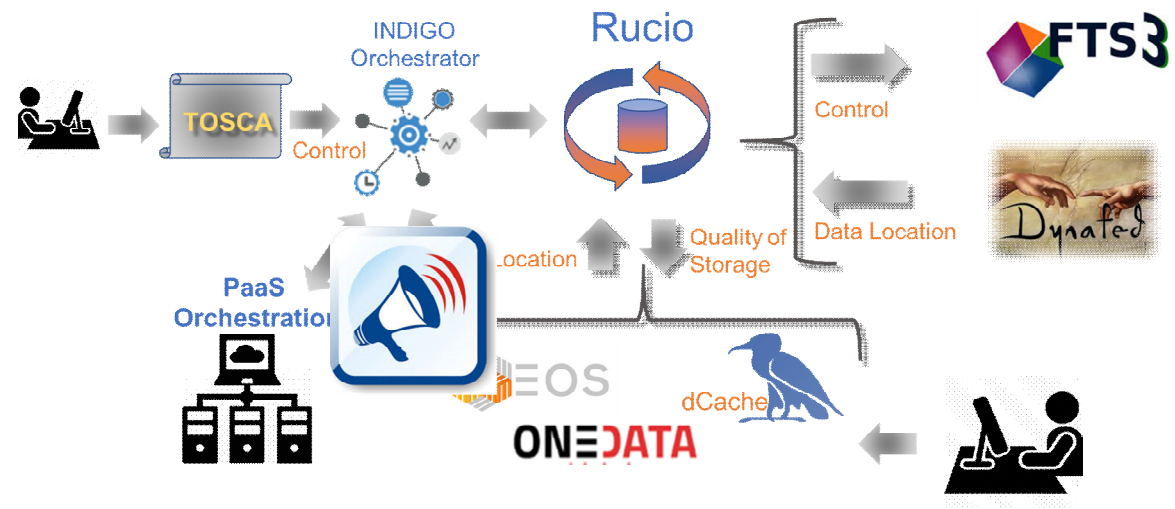 INDIGO
Orchestrator
Rucio
FTS3
TOSCA
Control
Control
Data Location
Dynafed
Location
Quality of
Storage
PaaS
Orchestration
EOS
dCache
ONEDATA